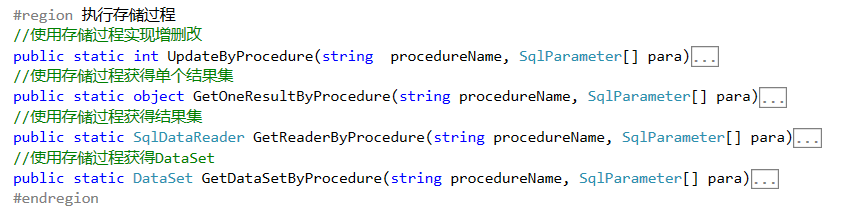 #region 执行存储过程
//使用存储过程实现增删改
public static int UpdateByProcedure(string  procedureName, SqlParameter[] para)...
//使用存储过程获得单个结果集
public static object GetOneResultByProcedure(string procedureName, SqlParameter[] para)...
//使用存储过程获得结果集
public static SqlDataReader GetReaderByProcedure(string procedureName, SqlParameter[] para)...
//使用存储过程获得DataSet
public static DataSet GetDataSetByProcedure(string procedureName, SqlParameter[] para)...
#endregion